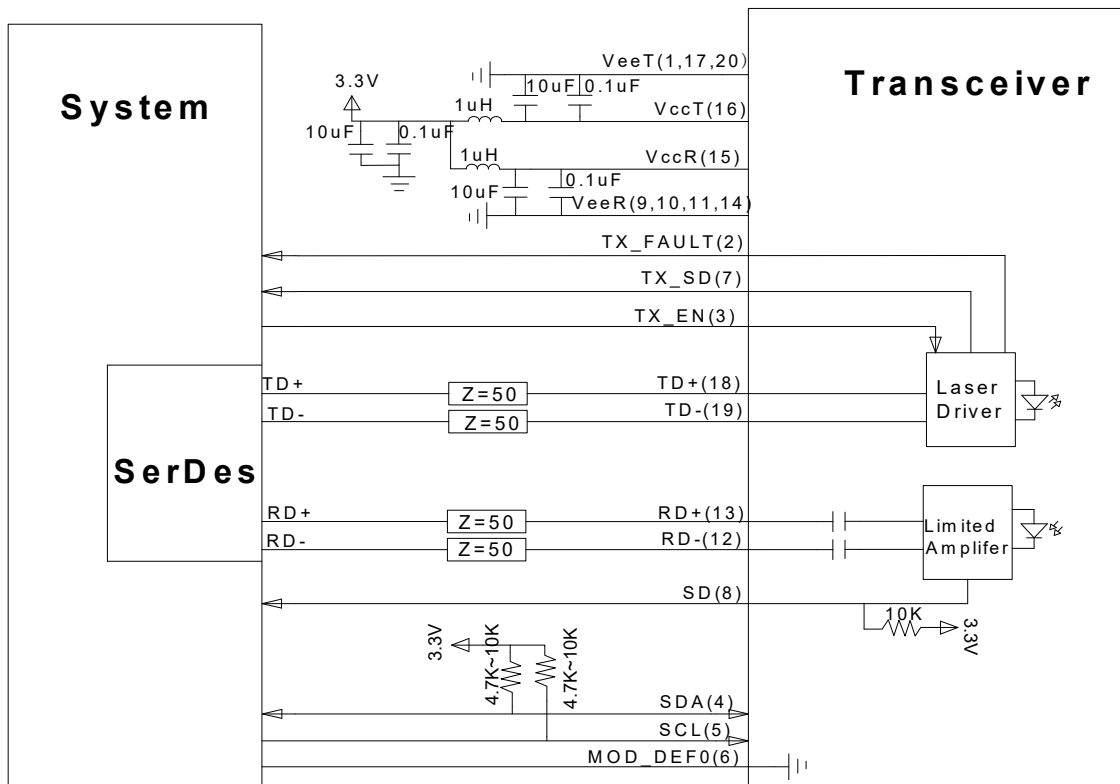 System
Transceiver
VeeT(1,17,20)
3.3V
10uF
0.1uF
1uH
VccT(16)
10uF
0.1uF
1uH
VccR(15)
10uF
0.1uF
VeeR(9,10,11,14)
TX_FAULT(2)
TX_SD(7)
TX_EN(3)
TD+
Z=50
TD+(18)
TD-
Z=50
TD-(19)
Laser
Driver
SerDes
RD+
Z=50
RD+(13)
RD-
Z=50
RD-(12)
Limited
Amplifer
SD(8)
10K
3.3V
3.3V
4.7K~10K
4.7K~10K
SDA(4)
SCL(5)
MOD_DEF0(6)